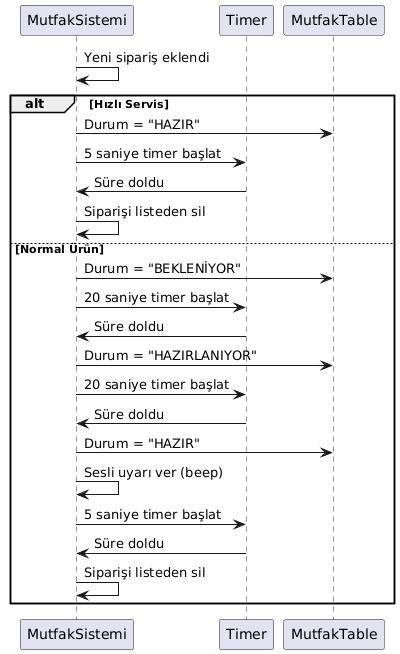 MutfakSistemi Timer MutfakTable
Yeni sipariş eklendi
alt [Hızlı Servis]
Durum = "HAZIR"
5 saniye timer başlat
Süre doldu
Siparişi listeden sil
[Normal Ürün]
Durum = "BEKLENİYOR"
20 saniye timer başlat
Süre doldu
Durum = "HAZIRLANIYOR"
20 saniye timer başlat
Süre doldu
Durum = "HAZIR"
Sesli uyarı ver (beep)
5 saniye timer başlat
Süre doldu
Siparişi listeden sil
MutfakSistemi Timer MutfakTable